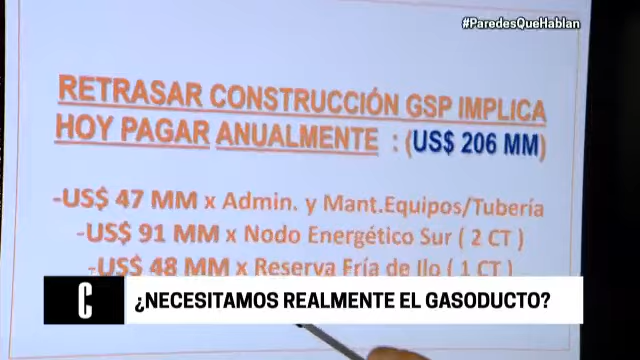 #ParedesQueHablan
RETRASAR CONSTRUCCIÓN GSP IMPLICA
HOY PAGAR ANUALMENTE : (US$ 206 MM)
-US$ 47 MM x Admin. y Mant.Equipos/Tubería
-US$ 91 MM x Nodo Energético Sur ( 2 CT )
-US$ 48 MM x Reserva Fría de Ilo ( 1 CT )
C ¿NECESITAMOS REALMENTE EL GASODUCTO?